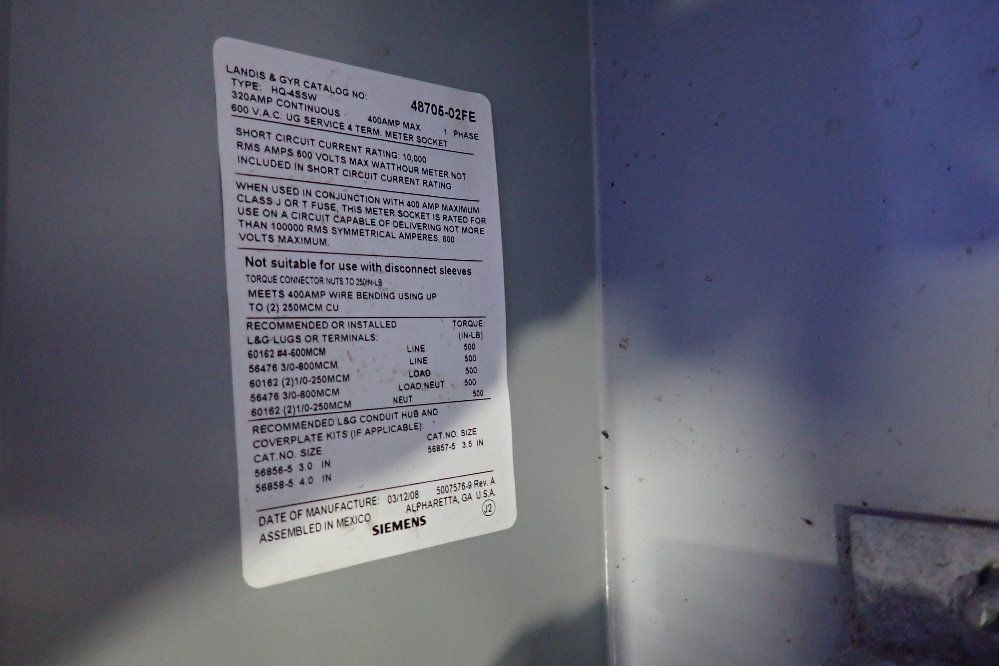 LANDIS & GYR CATALOG NO: 48705-02FE
TYPE: HQ-4SSW
320AMP CONTINUOUS 400AMP MAX 1 PHASE
600 V.A.C. UG SERVICE 4 TERM. METER SOCKET
SHORT CIRCUIT CURRENT RATING: 10,000
RMS AMPS 600 VOLTS MAX WATTHOUR METER NOT
INCLUDED IN SHORT CIRCUIT CURRENT RATING
WHEN USED IN CONJUNCTION WITH 400 AMP MAXIMUM
CLASS J OR T FUSE, THIS METER SOCKET IS RATED FOR
USE ON A CIRCUIT CAPABLE OF DELIVERING NOT MORE
THAN 100000 RMS SYMMETRICAL AMPERES, 600
VOLTS MAXIMUM.
Not suitable for use with disconnect sleeves
TORQUE CONNECTOR NUTS TO 250IN-LB
MEETS 400AMP WIRE BENDING USING UP
TO (2) 250MCM CU
RECOMMENDED OR INSTALLED TORQUE:
L&G LUGS OR TERMINALS: (IN-LB)
60162 #4-600MCM LINE 500
56476 3/0-800MCM LINE 500
60162 (2)1/0-250MCM LOAD 500
56476 3/0-800MCM LOAD,NEUT 500
60162 (2)1/0-250MCM NEUT 500
RECOMMENDED L&G CONDUIT HUB AND
COVERPLATE KITS (IF APPLICABLE):
CAT.NO. SIZE CAT.NO. SIZE
56856-5 3.0 IN 56857-5 3.5 IN
56858-5 4.0 IN
DATE OF MANUFACTURE: 03/12/08 5007576-9 Rev. A
ASSEMBLED IN MEXICO ALPHARETTA, GA U.S.A.
SIEMENS J2